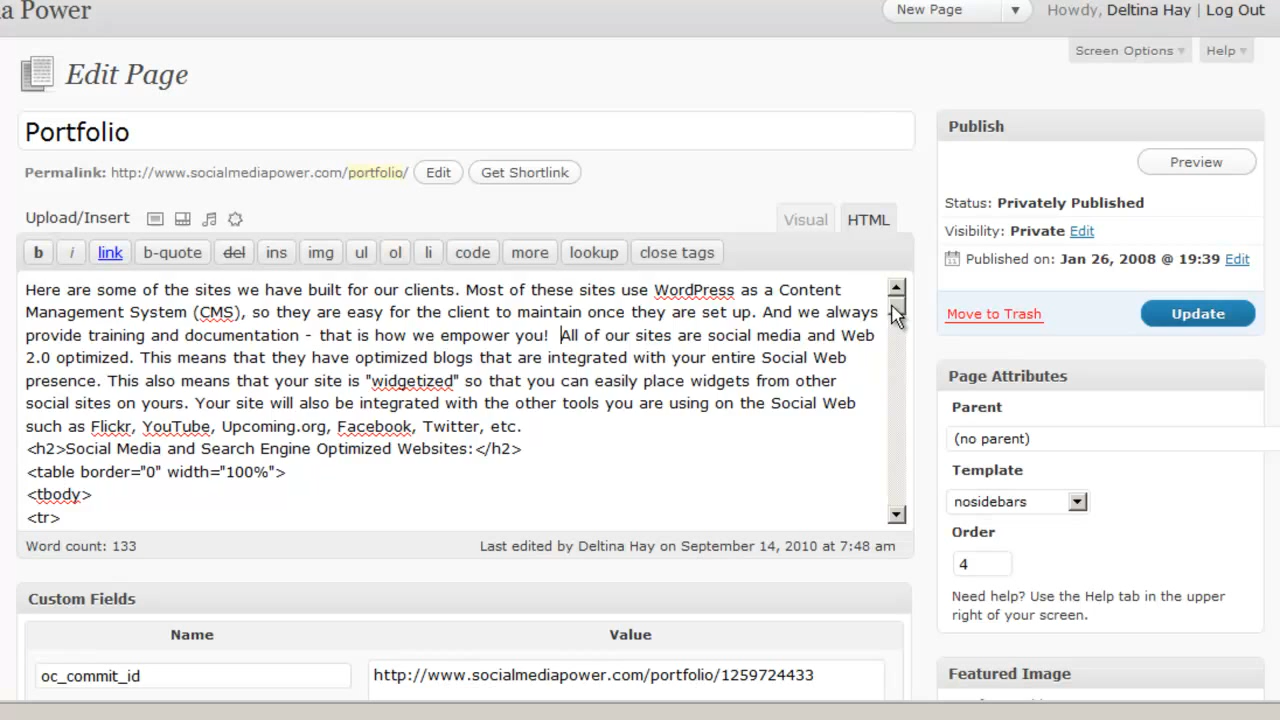 a Power
New Page
Howdy, Deltina Hay | Log Out
Screen Options
Help
Edit Page
Portfolio
Permalink: http://www.socialmediapower.com/portfolio/ Edit Get Shortlink
Upload/Insert
Visual
HTML
b i link b-quote del ins img ul ol li code more lookup close tags
Here are some of the sites we have built for our clients. Most of these sites use WordPress as a Content
Management System (CMS), so they are easy for the client to maintain once they are set up. And we always
provide training and documentation - that is how we empower you!  All of our sites are social media and Web
2.0 optimized. This means that they have optimized blogs that are integrated with your entire Social Web
presence. This also means that your site is "widgetized" so that you can easily place widgets from other
social sites on yours. Your site will also be integrated with the other tools you are using on the Social Web
such as Flickr, YouTube, Upcoming.org, Facebook, Twitter, etc.
<h2>Social Media and Search Engine Optimized Websites:</h2>
<table border="0" width="100%">
<tbody>
<tr>
Word count: 133
Last edited by Deltina Hay on September 14, 2010 at 7:48 am
Custom Fields
Name
Value
oc_commit_id
http://www.socialmediapower.com/portfolio/1259724433
Publish
Preview
Status: Privately Published
Visibility: Private Edit
Published on: Jan 26, 2008 @ 19:39 Edit
Move to Trash
Update
Page Attributes
Parent
(no parent)
Template
nosidebars
Order
4
Need help? Use the Help tab in the upper
right of your screen.
Featured Image